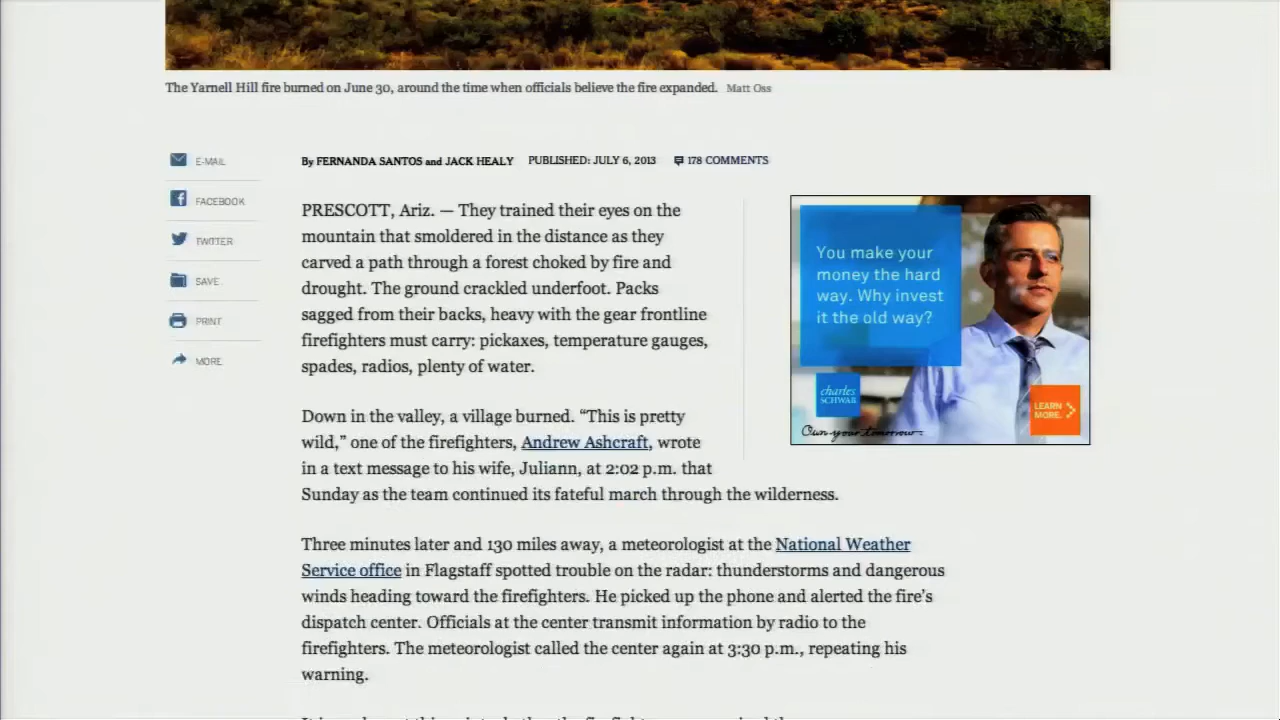 The Yarnell Hill fire burned on June 30, around the time when officials believe the fire expanded. Matt Oss
By FERNANDA SANTOS and JACK HEALY PUBLISHED: JULY 6, 2013 178 COMMENTS
E-MAIL
FACEBOOK
TWITTER
SAVE
PRINT
MORE
PRESCOTT, Ariz. — They trained their eyes on the
mountain that smoldered in the distance as they
carved a path through a forest choked by fire and
drought. The ground crackled underfoot. Packs
sagged from their backs, heavy with the gear frontline
firefighters must carry: pickaxes, temperature gauges,
spades, radios, plenty of water.
You make your
money the hard
way. Why invest
it the old way?
charles
SCHWAB
LEARN
MORE.
Own your tomorrow.
Down in the valley, a village burned. “This is pretty
wild,” one of the firefighters, Andrew Ashcraft, wrote
in a text message to his wife, Juliann, at 2:02 p.m. that
Sunday as the team continued its fateful march through the wilderness.
Three minutes later and 130 miles away, a meteorologist at the National Weather
Service office in Flagstaff spotted trouble on the radar: thunderstorms and dangerous
winds heading toward the firefighters. He picked up the phone and alerted the fire’s
dispatch center. Officials at the center transmit information by radio to the
firefighters. The meteorologist called the center again at 3:30 p.m., repeating his
warning.